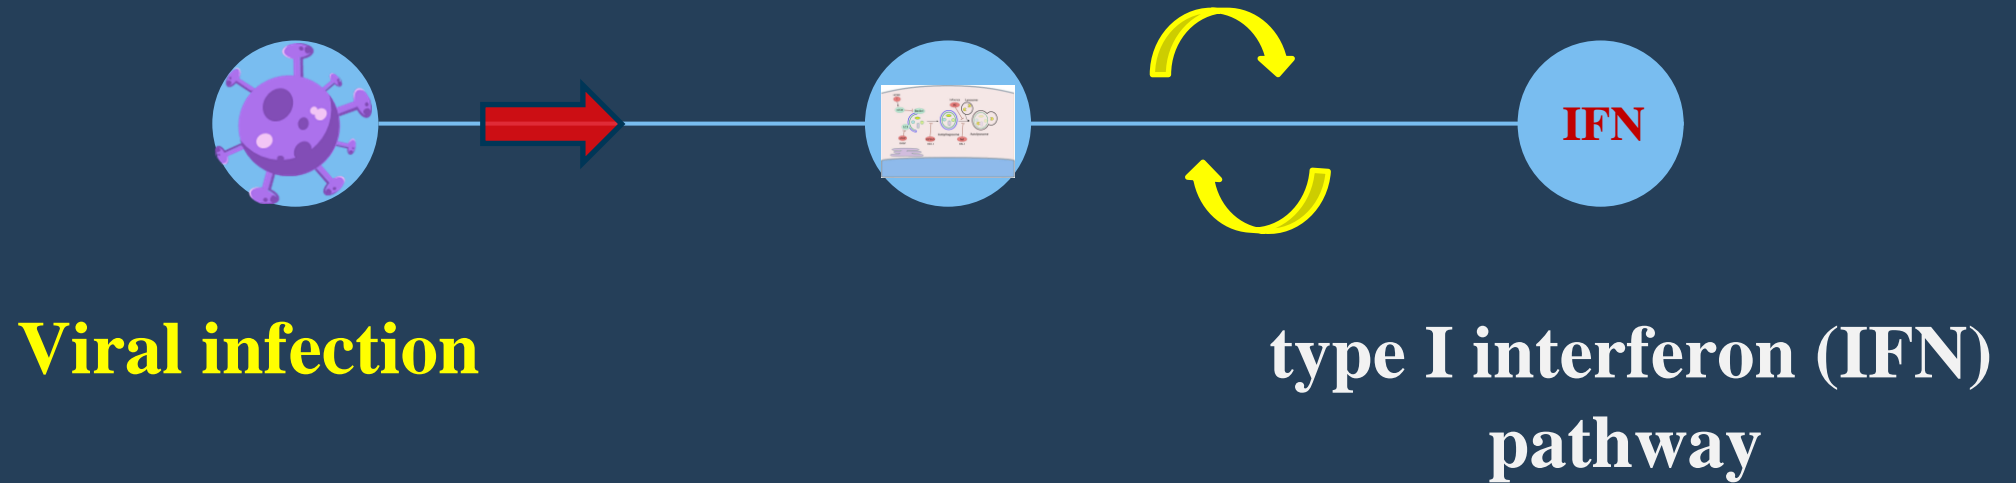 IFN
Viral infection
type I interferon (IFN)
pathway